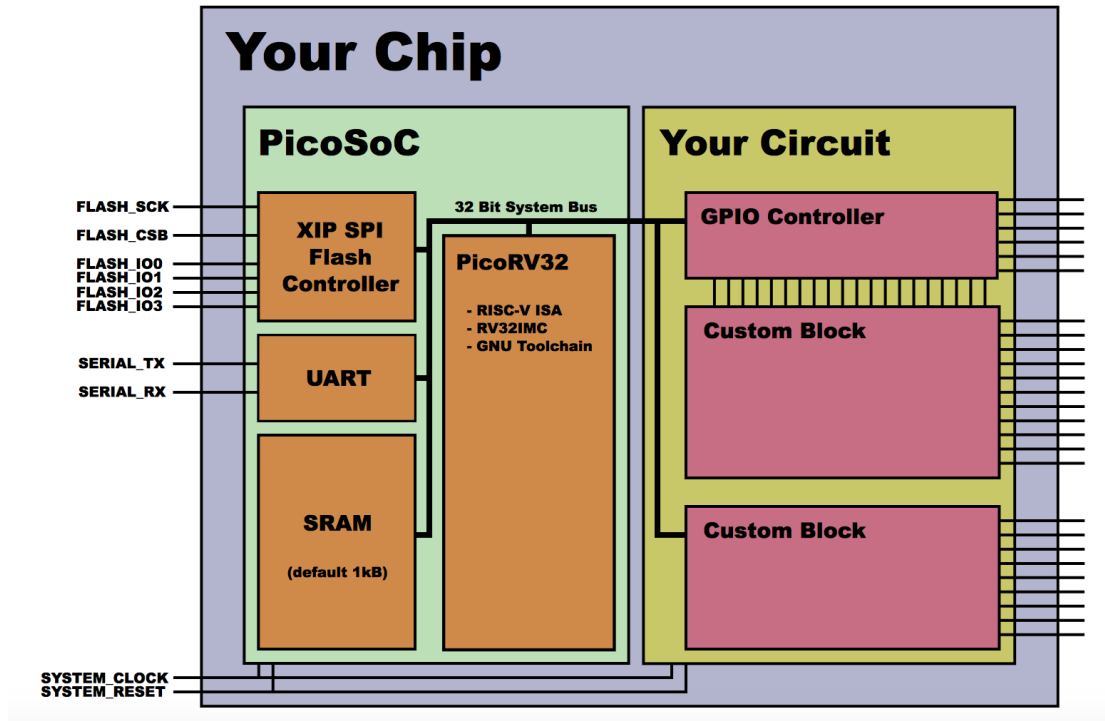 Your Chip
PicoSoC
Your Circuit
FLASH_SCK
FLASH_CSB
FLASH_IO0
FLASH_IO1
FLASH_IO2
FLASH_IO3
XIP SPI
Flash
Controller
32 Bit System Bus
GPIO Controller
PicoRV32
- RISC-V ISA
- RV32IMC
- GNU Toolchain
Custom Block
SERIAL_TX
SERIAL_RX
UART
SRAM
(default 1kB)
Custom Block
SYSTEM_CLOCK
SYSTEM_RESET